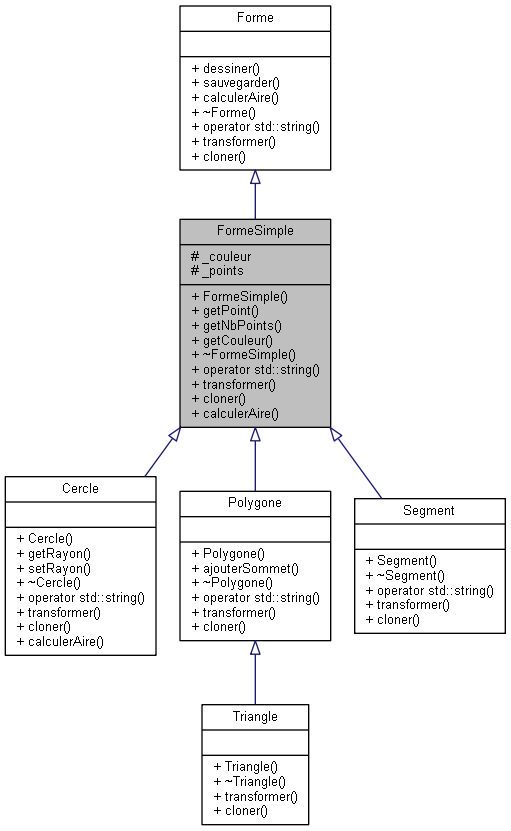 Forme
+ dessiner()
+ sauvegarder()
+ calculerAire()
+ ~Forme()
+ operator std::string()
+ transformer()
+ cloner()
FormeSimple
# _couleur
# _points
+ FormeSimple()
+ getPoint()
+ getNbPoints()
+ getCouleur()
+ ~FormeSimple()
+ operator std::string()
+ transformer()
+ cloner()
+ calculerAire()
Cercle
+ Cercle()
+ getRayon()
+ setRayon()
+ ~Cercle()
+ operator std::string()
+ transformer()
+ cloner()
+ calculerAire()
Polygone
+ Polygone()
+ ajouterSommet()
+ ~Polygone()
+ operator std::string()
+ transformer()
+ cloner()
Segment
+ Segment()
+ ~Segment()
+ operator std::string()
+ transformer()
+ cloner()
Triangle
+ Triangle()
+ ~Triangle()
+ transformer()
+ cloner()